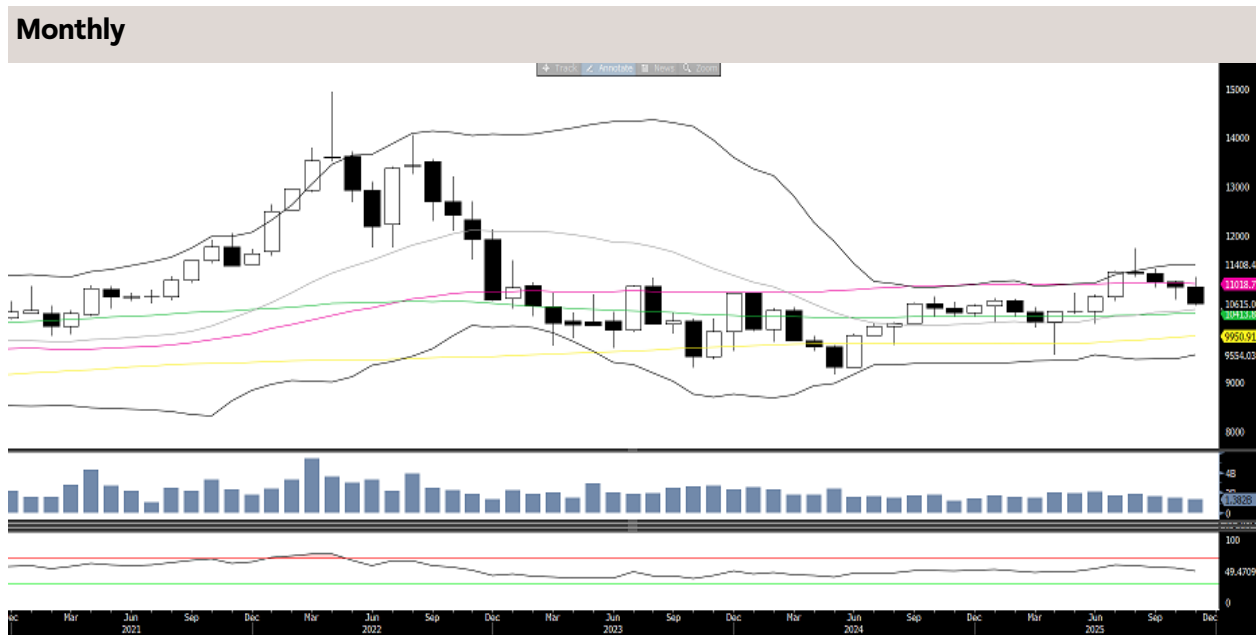 Monthly
Track Annotate News Zoom
15000
14000
13000
12000
11408.4
11018.7
10615.0
9950.91
9554.03
9000
8000
4B
1.382B
0
100
49.4709
0
Mar Jun Sep Dec Mar Jun Sep Dec Mar Jun Sep Dec Mar Jun Sep Dec Mar Jun Sep Dec
2021 2022 2023 2024 2025